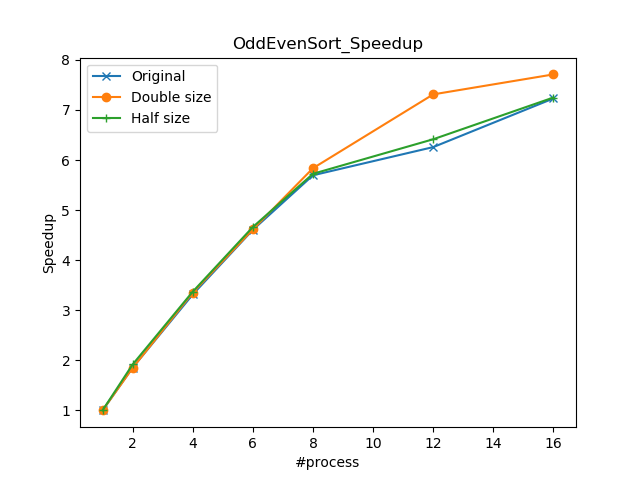 OddEvenSort_Speedup
Original
Double size
Half size
Speedup
8
7
6
5
4
3
2
1
2 4 6 8 10 12 14 16
#process